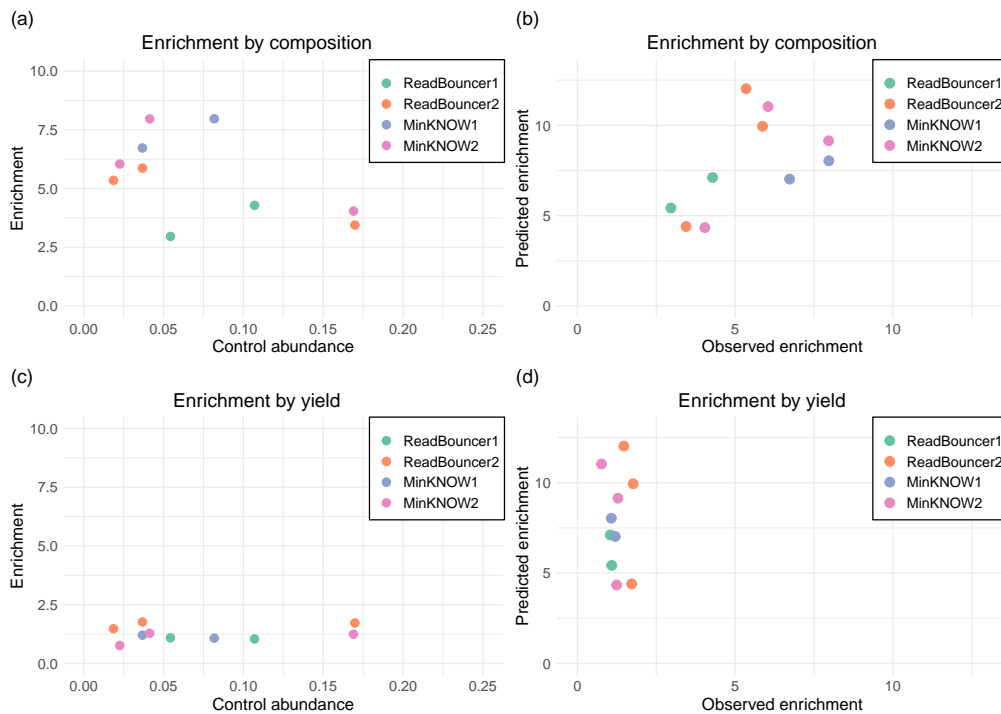 (a)
Enrichment by composition
10.0
7.5
5.0
2.5
0.0
0.00 0.05 0.10 0.15 0.20 0.25
Enrichment
Control abundance
ReadBouncer1
ReadBouncer2
MinKNOW1
MinKNOW2
(b)
Enrichment by composition
10
5
0
0 5 10
Predicted enrichment
Observed enrichment
ReadBouncer1
ReadBouncer2
MinKNOW1
MinKNOW2
(c)
Enrichment by yield
10.0
7.5
5.0
2.5
0.0
0.00 0.05 0.10 0.15 0.20 0.25
Enrichment
Control abundance
ReadBouncer1
ReadBouncer2
MinKNOW1
MinKNOW2
(d)
Enrichment by yield
10
5
0
0 5 10
Predicted enrichment
Observed enrichment
ReadBouncer1
ReadBouncer2
MinKNOW1
MinKNOW2